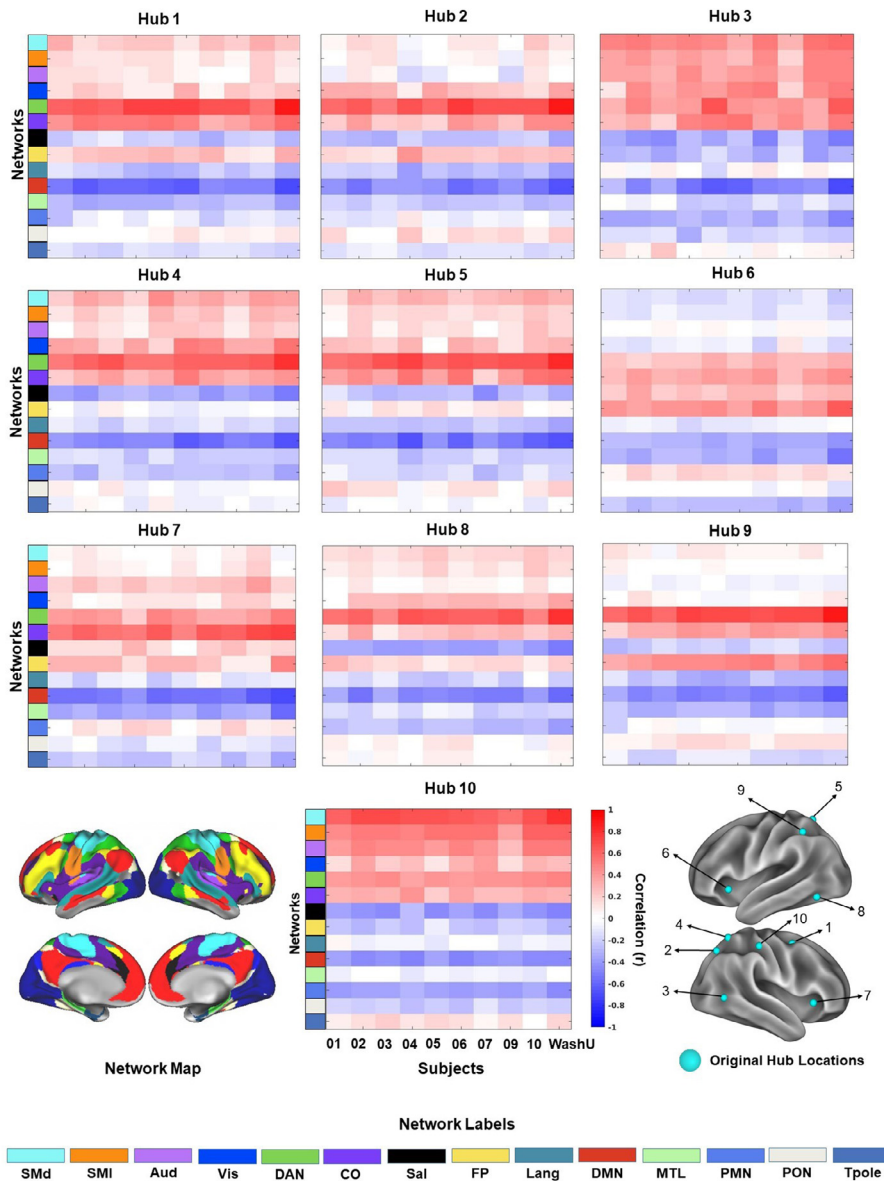 Hub 1
Hub 2
Hub 3
Networks
Hub 4
Hub 5
Hub 6
Networks
Hub 7
Hub 8
Hub 9
Networks
Hub 10
Networks
1
0.8
0.6
0.4
0.2
0
-0.2
-0.4
-0.6
-0.8
-1
Correlation (r)
01 02 03 04 05 06 07 09 10 WashU
Network Map
Subjects
9
5
6
8
4
10
1
2
3
7
Original Hub Locations
Network Labels
SMd SMl Aud Vis DAN CO Sal FP Lang DMN MTL PMN PON Tpole